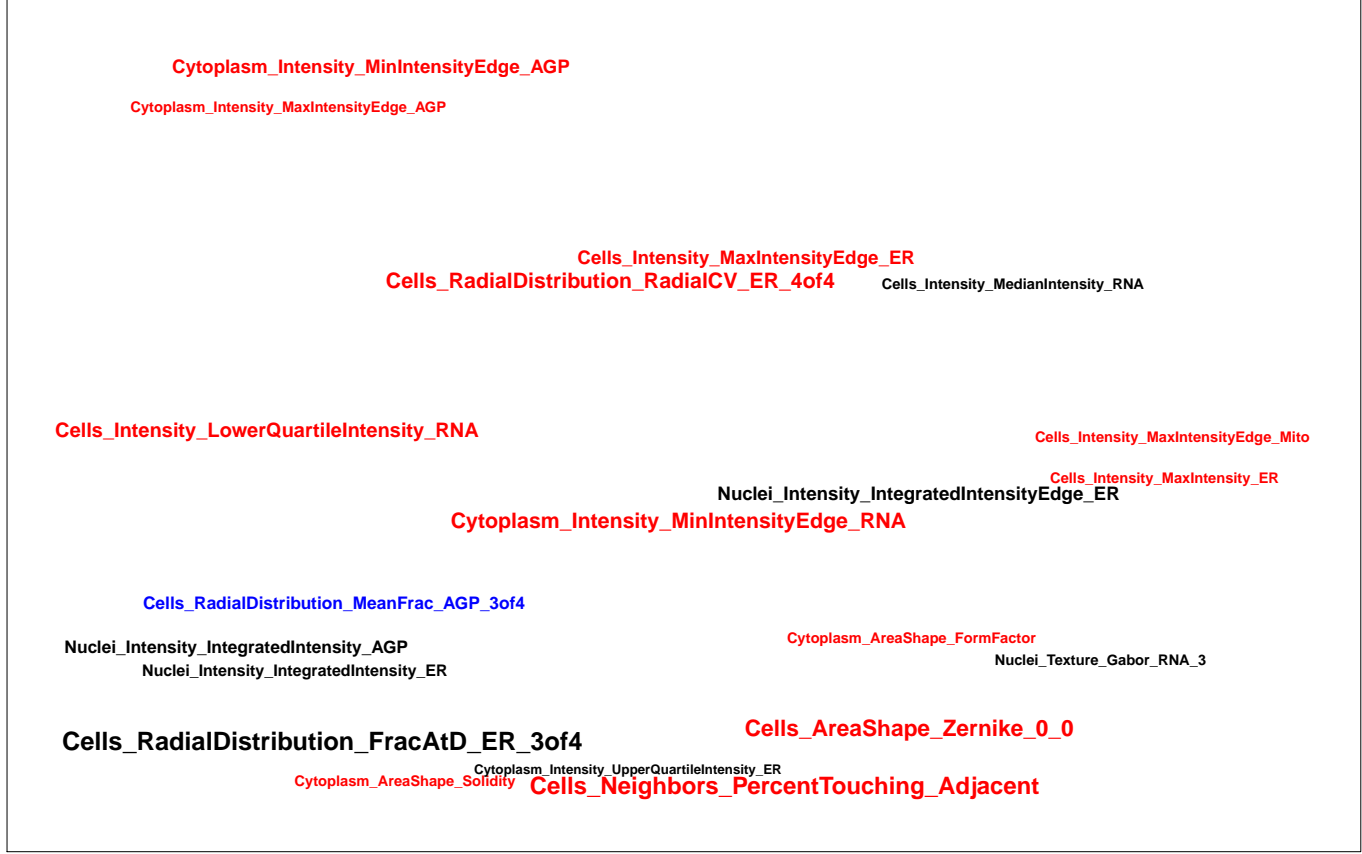 Cytoplasm_Intensity_MinIntensityEdge_AGP
Cytoplasm_Intensity_MaxIntensityEdge_AGP
Cells_Intensity_MaxIntensityEdge_ER
Cells_RadialDistribution_RadialCV_ER_4of4
Cells_Intensity_MedianIntensity_RNA
Cells_Intensity_LowerQuartileIntensity_RNA
Cells_Intensity_MaxIntensityEdge_Mito
Cells_Intensity_MaxIntensity_ER
Nuclei_Intensity_IntegratedIntensityEdge_ER
Cytoplasm_Intensity_MinIntensityEdge_RNA
Cells_RadialDistribution_MeanFrac_AGP_3of4
Cytoplasm_AreaShape_FormFactor
Nuclei_Intensity_IntegratedIntensity_AGP
Nuclei_Texture_Gabor_RNA_3
Nuclei_Intensity_IntegratedIntensity_ER
Cells_AreaShape_Zernike_0_0
Cells_RadialDistribution_FracAtD_ER_3of4
Cytoplasm_Intensity_UpperQuartileIntensity_ER
Cytoplasm_AreaShape_Solidity
Cells_Neighbors_PercentTouching_Adjacent